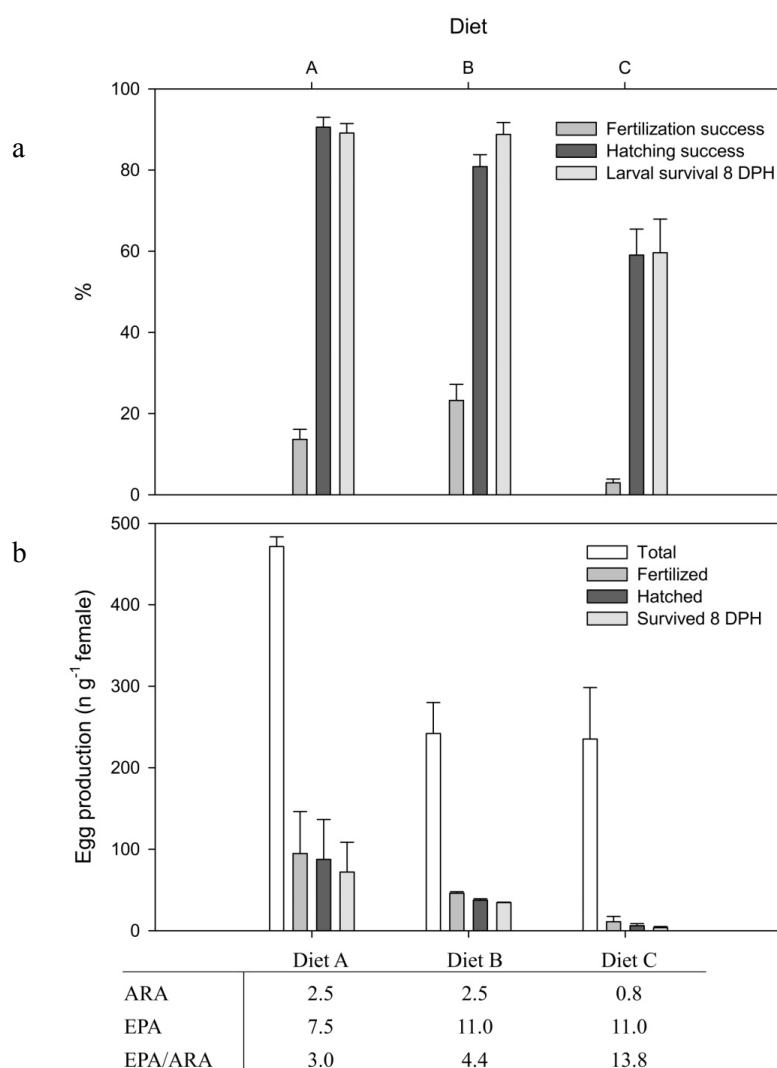 Diet
A B C
a
100
80
60
40
20
0
%
Fertilization success
Hatching success
Larval survival 8 DPH
b
500
400
300
200
100
0
Egg production (n g⁻¹ female)
Total
Fertilized
Hatched
Survived 8 DPH
Diet A Diet B Diet C
ARA 2.5 2.5 0.8
EPA 7.5 11.0 11.0
EPA/ARA 3.0 4.4 13.8